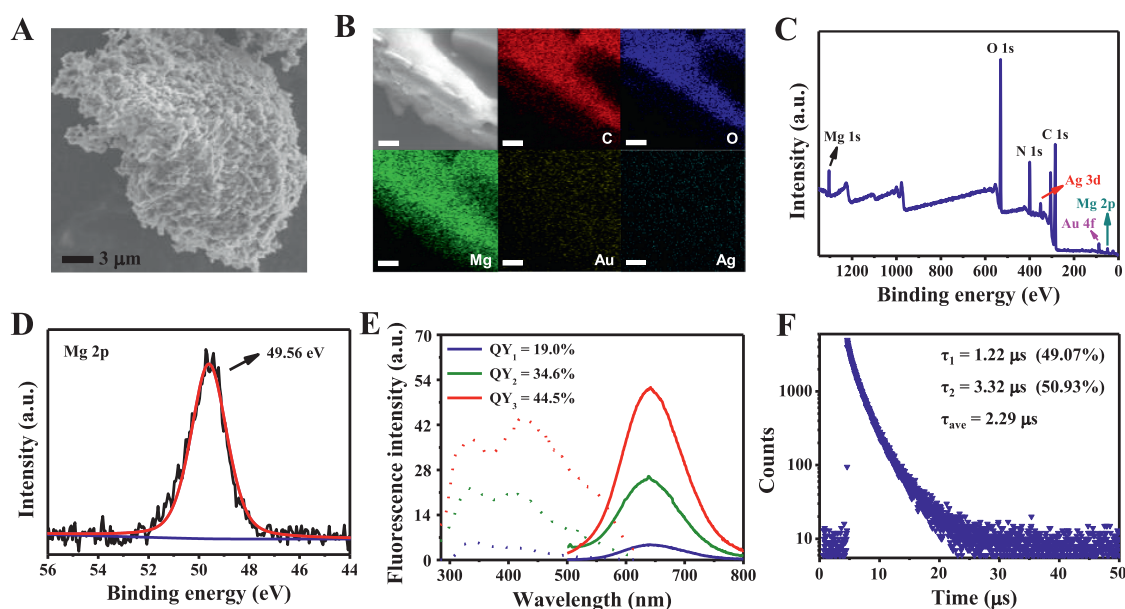 A
3 μm
B
C
O
Mg
Au
Ag
C
Intensity (a.u.)
Mg 1s
O 1s
N 1s
C 1s
Ag 3d
Mg 2p
Au 4f
1200 1000 800 600 400 200 0
Binding energy (eV)
D
Mg 2p
49.56 eV
Intensity (a.u.)
56 54 52 50 48 46 44
Binding energy (eV)
E
Fluorescence intensity (a.u.)
70
54
42
28
14
0
QY1 = 19.0%
QY2 = 34.6%
QY3 = 44.5%
300 400 500 600 700 800
Wavelength (nm)
F
Counts
1000
100
10
τ1 = 1.22 μs (49.07%)
τ2 = 3.32 μs (50.93%)
τave = 2.29 μs
0 10 20 30 40 50
Time (μs)